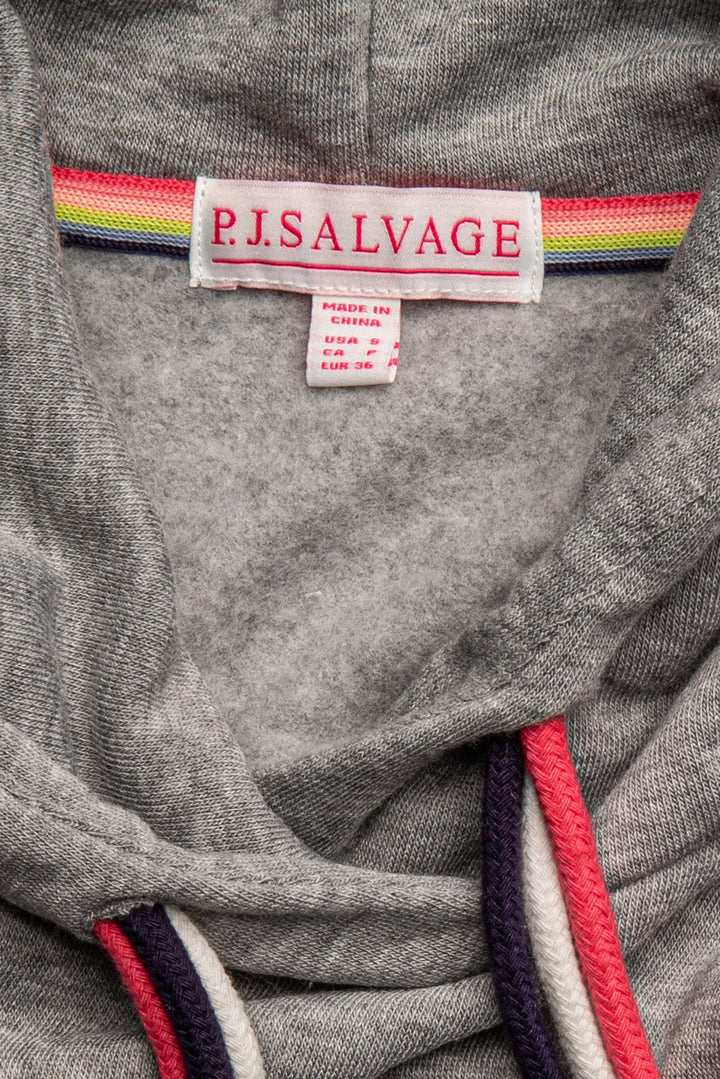 P.J.SALVAGE
MADE IN
CHINA
USA S
CA P
EUR 36